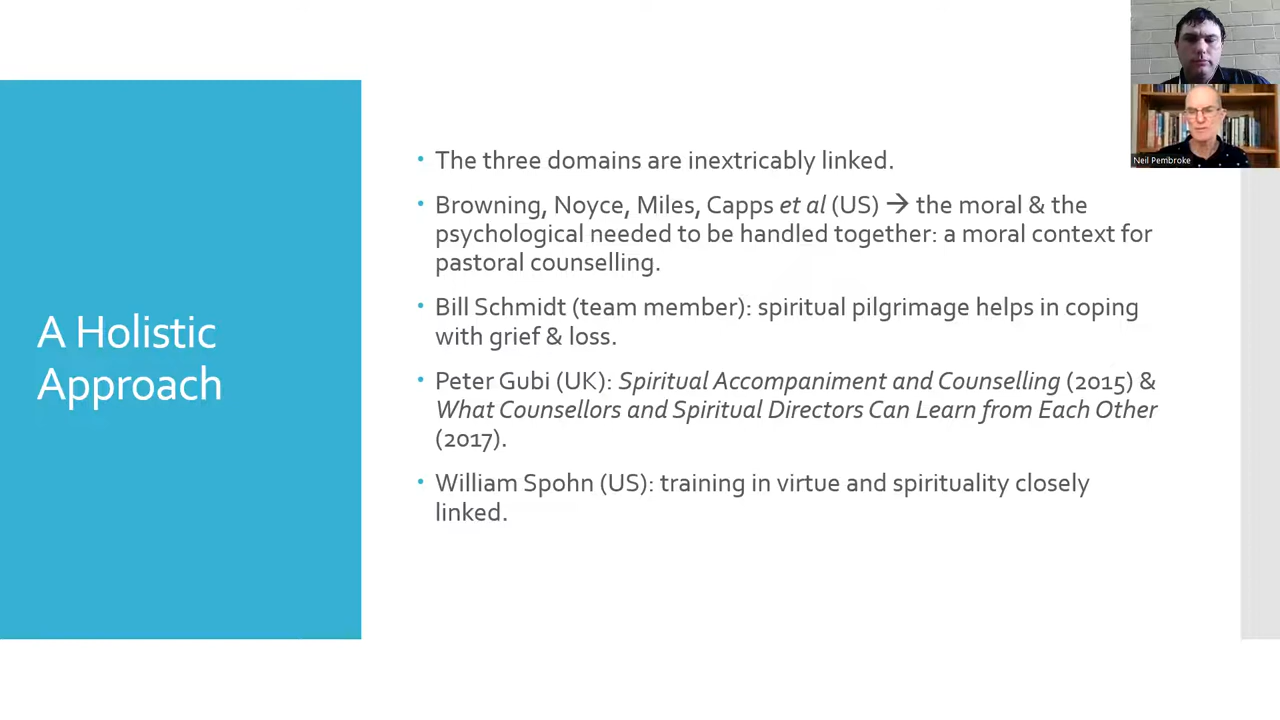 A Holistic
Approach
• The three domains are inextricably linked.
• Browning, Noyce, Miles, Capps et al (US) → the moral & the
psychological needed to be handled together: a moral context for
pastoral counselling.
• Bill Schmidt (team member): spiritual pilgrimage helps in coping
with grief & loss.
• Peter Gubi (UK): Spiritual Accompaniment and Counselling (2015) &
What Counsellors and Spiritual Directors Can Learn from Each Other
(2017).
• William Spohn (US): training in virtue and spirituality closely
linked.
Neil Pembroke